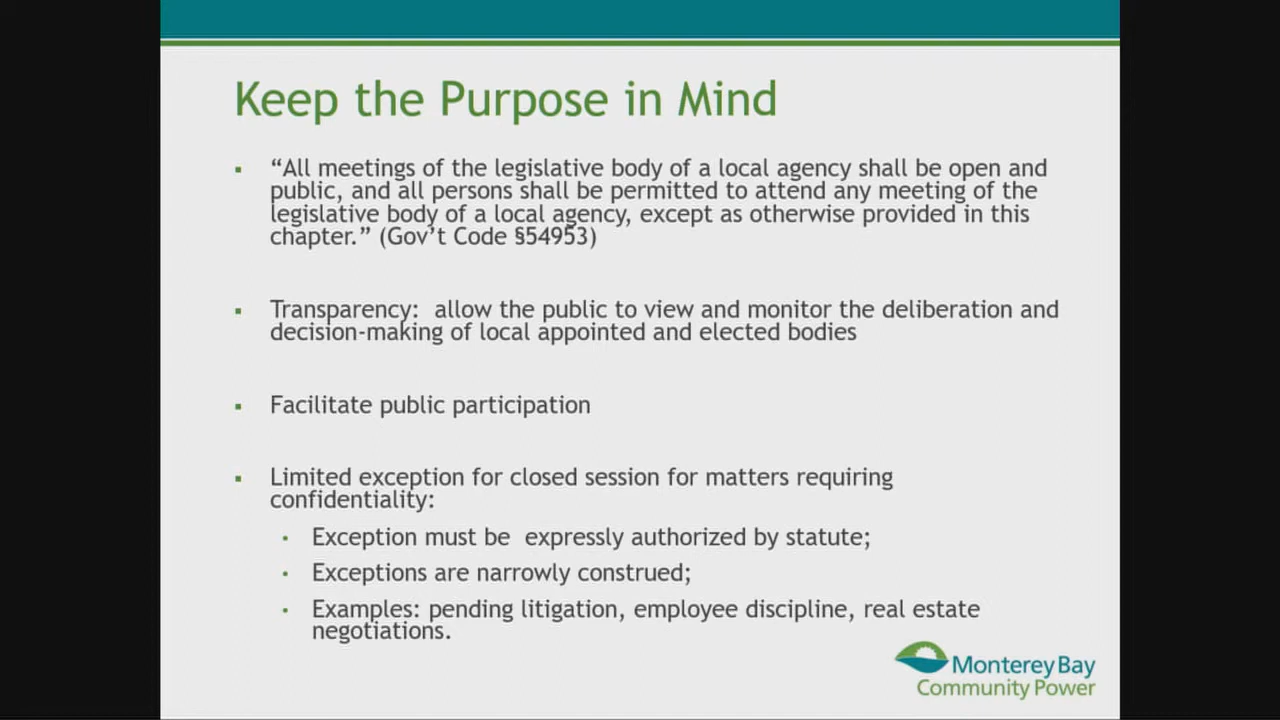 Keep the Purpose in Mind
▪ “All meetings of the legislative body of a local agency shall be open and
public, and all persons shall be permitted to attend any meeting of the
legislative body of a local agency, except as otherwise provided in this
chapter.” (Gov’t Code §54953)
▪ Transparency:  allow the public to view and monitor the deliberation and
decision-making of local appointed and elected bodies
▪ Facilitate public participation
▪ Limited exception for closed session for matters requiring
confidentiality:
• Exception must be  expressly authorized by statute;
• Exceptions are narrowly construed;
• Examples: pending litigation, employee discipline, real estate
negotiations.
Monterey Bay
Community Power